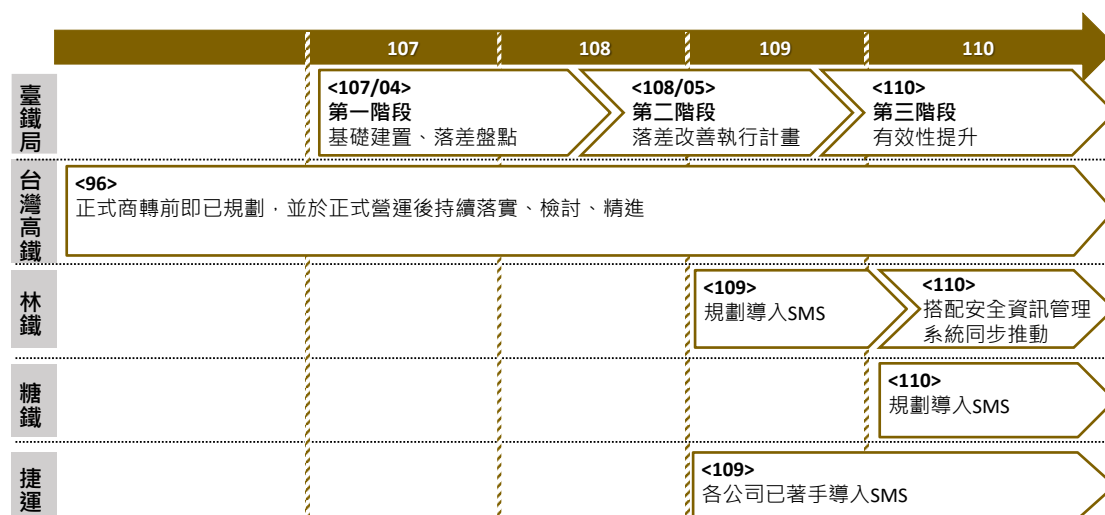 107
108
109
110
臺鐵局
<107/04>
第一階段
基礎建置、落差盤點
<108/05>
第二階段
落差改善執行計畫
<110>
第三階段
有效性提升
台灣高鐵
<96>
正式商轉前即已規劃，並於正式營運後持續落實、檢討、精進
林鐵
<109>
規劃導入SMS
<110>
搭配安全資訊管理
系統同步推動
糖鐵
<110>
規劃導入SMS
捷運
<109>
各公司已著手導入SMS